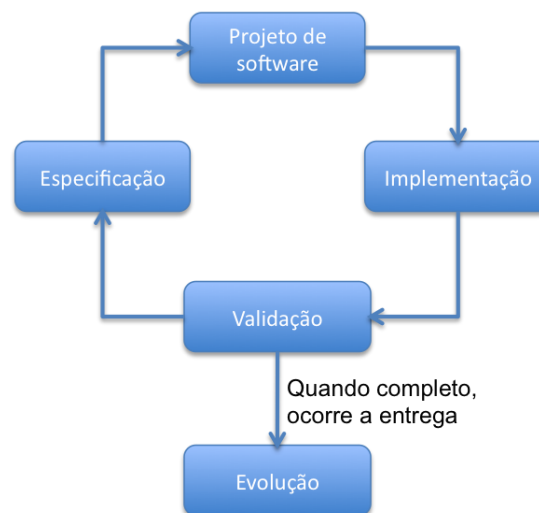 Projeto de
software
Especificação
Implementação
Validação
Quando completo,
ocorre a entrega
Evolução